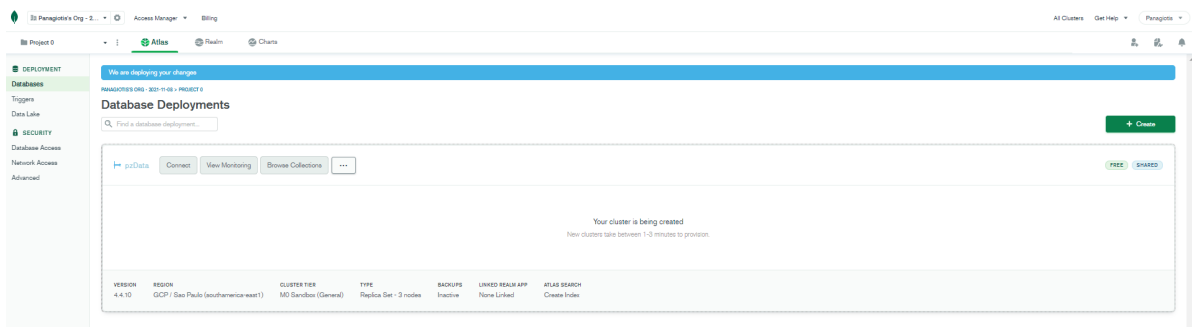 Panagiotis's Org - 2... Access Manager Billing All Clusters Get Help Panagiotis
Project 0 Atlas Realm Charts
DEPLOYMENT
Databases
Triggers
Data Lake
SECURITY
Database Access
Network Access
Advanced
We are deploying your changes
PANAGIOTIS'S ORG - 2021-11-03 > PROJECT 0
Database Deployments
Find a database deployment...
+ Create
pzData Connect View Monitoring Browse Collections ... FREE SHARED
Your cluster is being created
New clusters take between 1-3 minutes to provision.
VERSION REGION CLUSTER TIER TYPE BACKUPS LINKED REALM APP ATLAS SEARCH
4.4.10 GCP / Sao Paulo (southamerica-east1) M0 Sandbox (General) Replica Set - 3 nodes Inactive None Linked Create Index